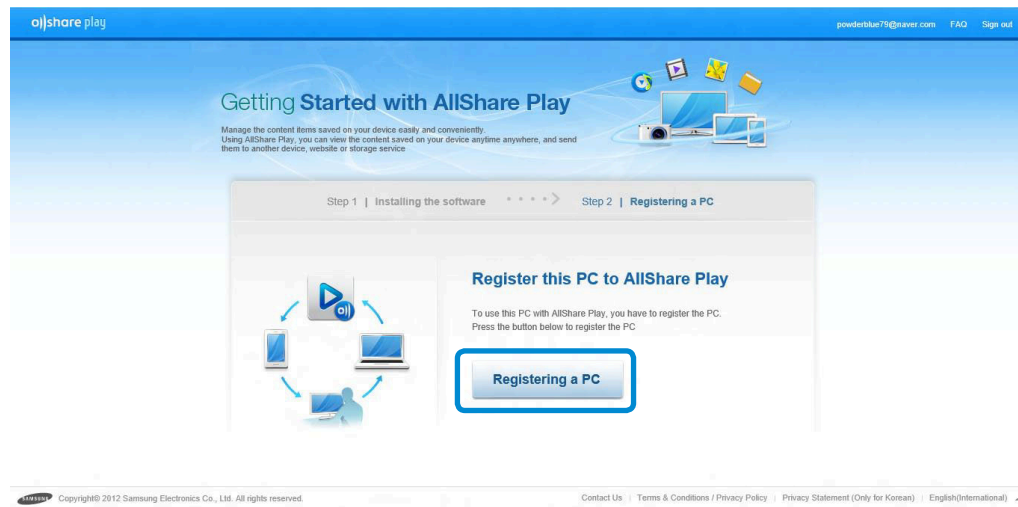 allshare play
powderblue79@naver.com FAQ Sign out
Getting Started with AllShare Play
Manage the content items saved on your device easily and conveniently.
Using AllShare Play, you can view the content saved on your device anytime anywhere, and send
them to another device, website or storage service
Step 1 | Installing the software Step 2 | Registering a PC
Register this PC to AllShare Play
To use this PC with AllShare Play, you have to register the PC.
Press the button below to register the PC
Registering a PC
SAMSUNG Copyright© 2012 Samsung Electronics Co., Ltd. All rights reserved. Contact Us | Terms & Conditions / Privacy Policy | Privacy Statement (Only for Korean) | English(International)